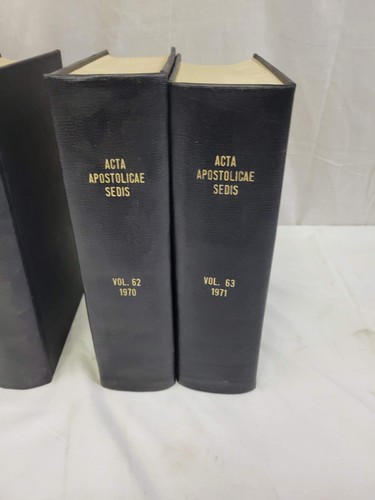 ACTA
APOSTOLICAE
SEDIS
VOL. 62
1970
ACTA
APOSTOLICAE
SEDIS
VOL. 63
1971